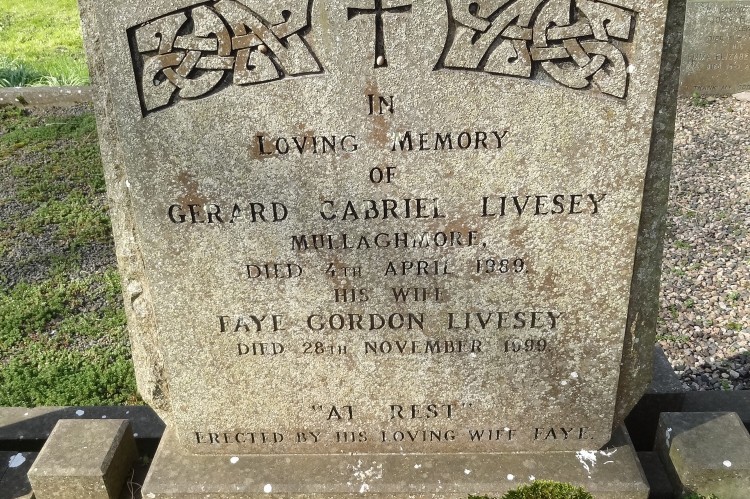 IN
LOVING MEMORY
OF
GERARD GABRIEL LIVESEY
MULLAGHMORE,
DIED 4TH APRIL 1989.
HIS WIFE
FAYE GORDON LIVESEY
DIED 28TH NOVEMBER 1999.
"AT REST"
ERECTED BY HIS LOVING WIFE FAYE.